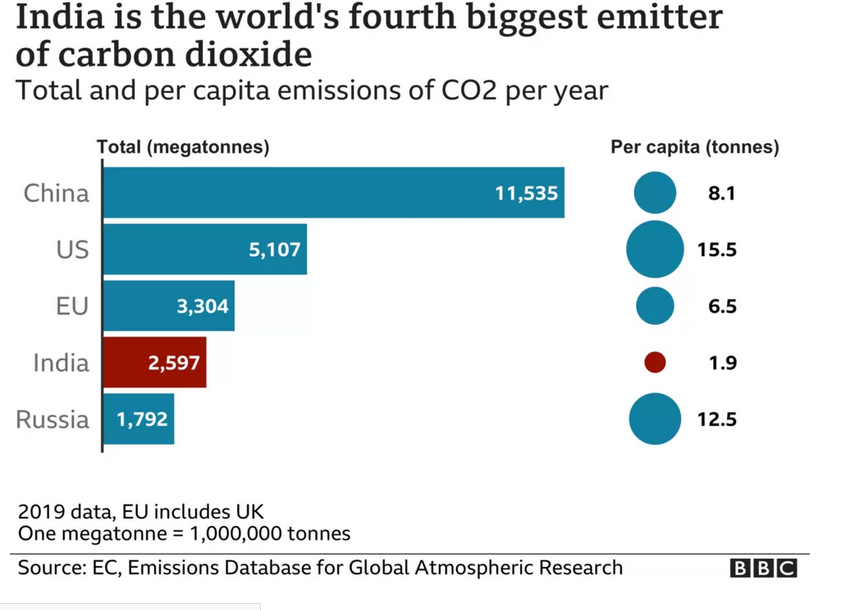 India is the world's fourth biggest emitter
of carbon dioxide
Total and per capita emissions of CO2 per year
Total (megatonnes) Per capita (tonnes)
China 11,535 8.1
US 5,107 15.5
EU 3,304 6.5
India 2,597 1.9
Russia 1,792 12.5
2019 data, EU includes UK
One megatonne = 1,000,000 tonnes
Source: EC, Emissions Database for Global Atmospheric Research BBC